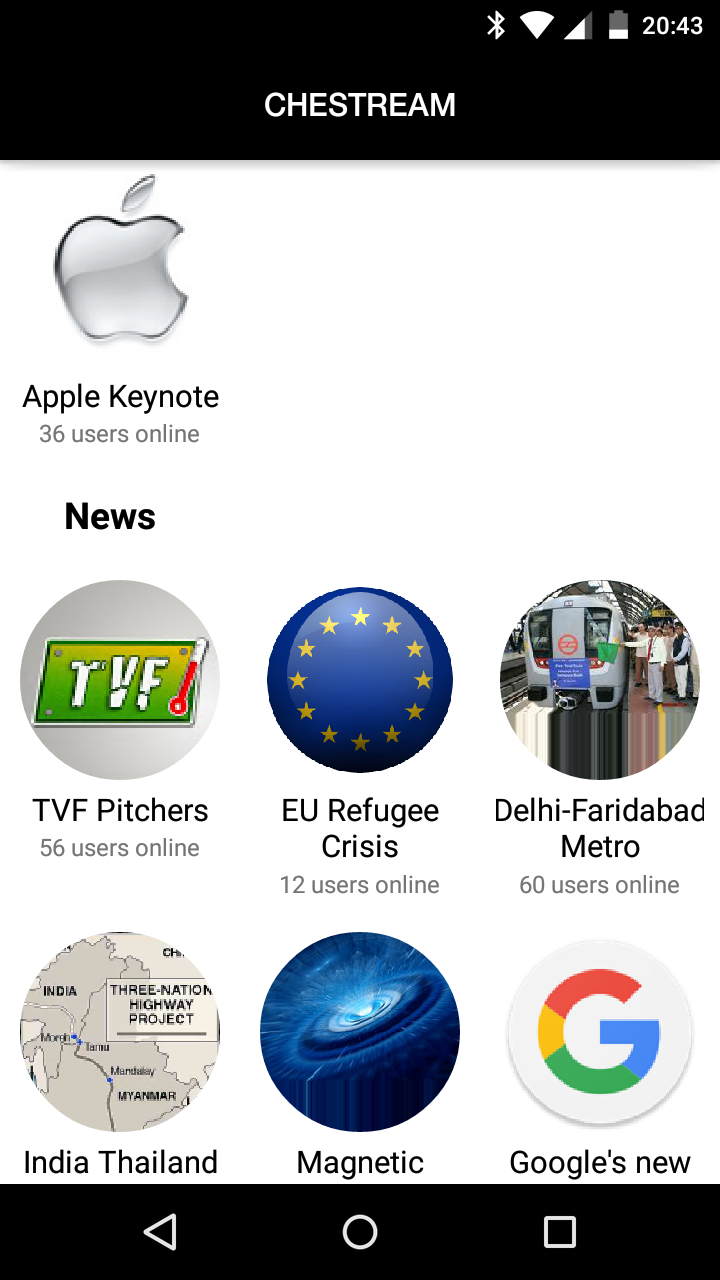 20:43
CHESTREAM
Apple Keynote
36 users online
News
TVF
TVF Pitchers
56 users online
EU Refugee
Crisis
12 users online
Delhi-Faridabad
Metro
60 users online
INDIA
THREE-NATION
HIGHWAY
PROJECT
Moreh
Tamu
Mandalay
MYANMAR
India Thailand
G
Magnetic
Google's new